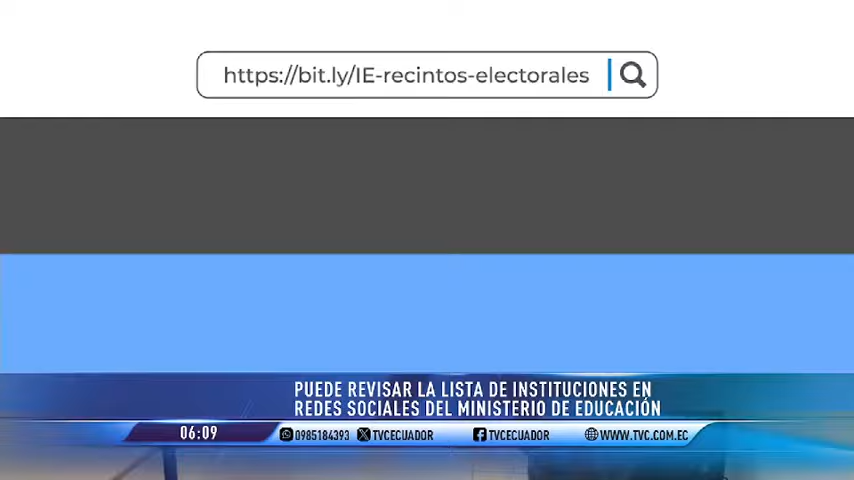 https://bit.ly/IE-recintos-electorales
PUEDE REVISAR LA LISTA DE INSTITUCIONES EN
REDES SOCIALES DEL MINISTERIO DE EDUCACIÓN
06:09 0985184393 TVCECUADOR TVCECUADOR WWW.TVC.COM.EC